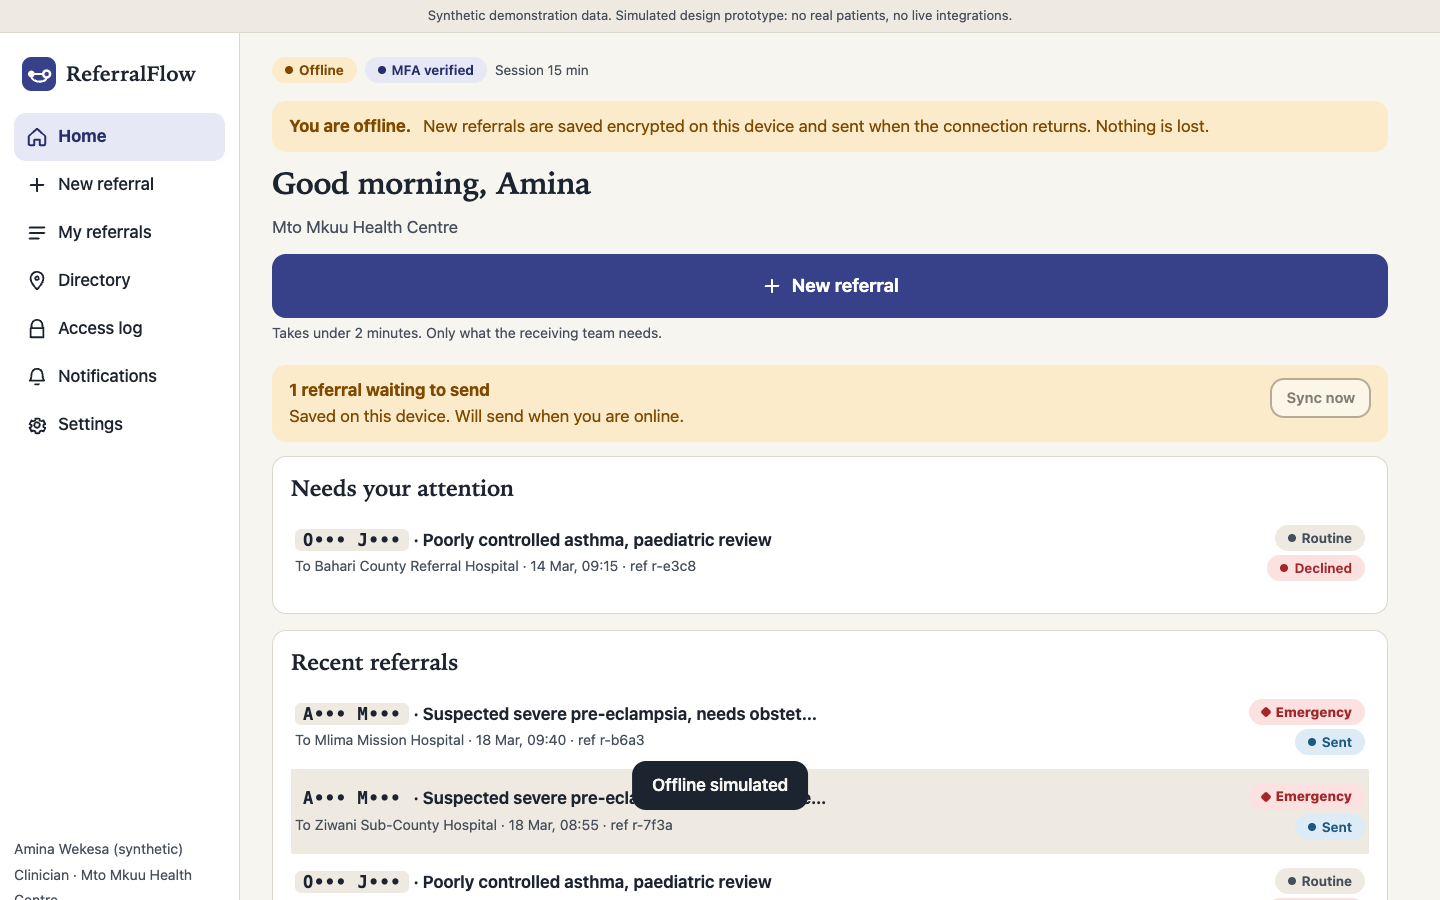 Synthetic demonstration data. Simulated design prototype: no real patients, no live integrations.
ReferralFlow
Home
New referral
My referrals
Directory
Access log
Notifications
Settings
Amina Wekesa (synthetic)
Clinician · Mto Mkuu Health
Centre
Offline
MFA verified
Session 15 min
You are offline. New referrals are saved encrypted on this device and sent when the connection returns. Nothing is lost.
Good morning, Amina
Mto Mkuu Health Centre
+ New referral
Takes under 2 minutes. Only what the receiving team needs.
1 referral waiting to send
Saved on this device. Will send when you are online.
Sync now
Needs your attention
O••• J••• · Poorly controlled asthma, paediatric review
To Bahari County Referral Hospital · 14 Mar, 09:15 · ref r-e3c8
Routine
Declined
Recent referrals
A••• M••• · Suspected severe pre-eclampsia, needs obstet...
To Mlima Mission Hospital · 18 Mar, 09:40 · ref r-b6a3
Emergency
Sent
A••• M••• · Suspected severe
To Ziwani Sub-County Hospital · 18 Mar, 08:55 · ref r-7f3a
Emergency
Sent
Offline simulated
O••• J••• · Poorly controlled asthma, paediatric review
Routine